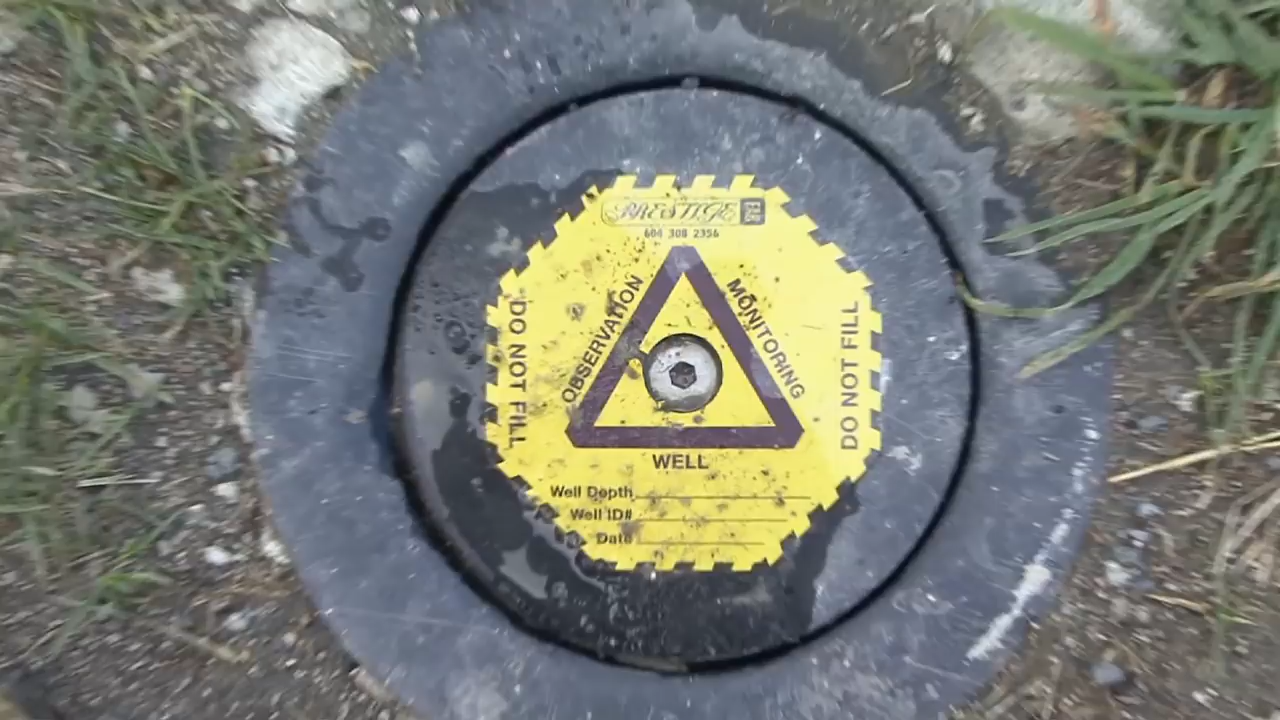 PRESTIGE
604 308 2356
OBSERVATION
MONITORING
DO NOT FILL
DO NOT FILL
WELL
Well Depth
Well ID#
Date